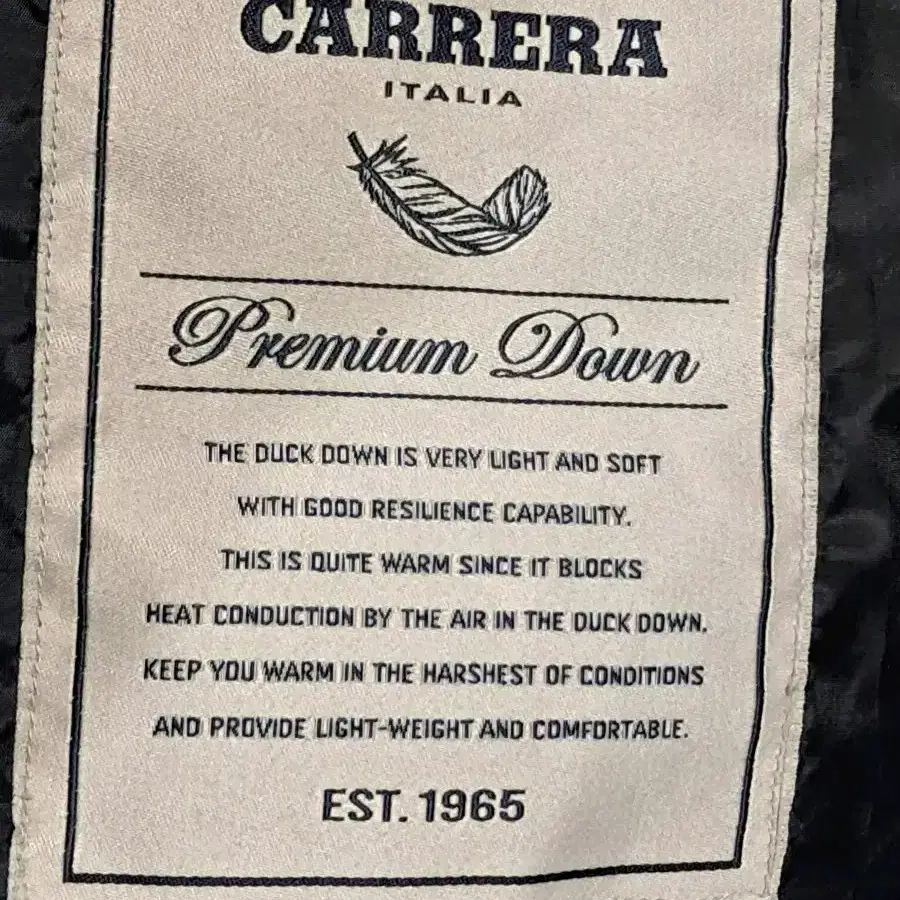 CARRERA
ITALIA
Premium Down
THE DUCK DOWN IS VERY LIGHT AND SOFT
WITH GOOD RESILIENCE CAPABILITY.
THIS IS QUITE WARM SINCE IT BLOCKS
HEAT CONDUCTION BY THE AIR IN THE DUCK DOWN.
KEEP YOU WARM IN THE HARSHEST OF CONDITIONS
AND PROVIDE LIGHT-WEIGHT AND COMFORTABLE.
EST. 1965